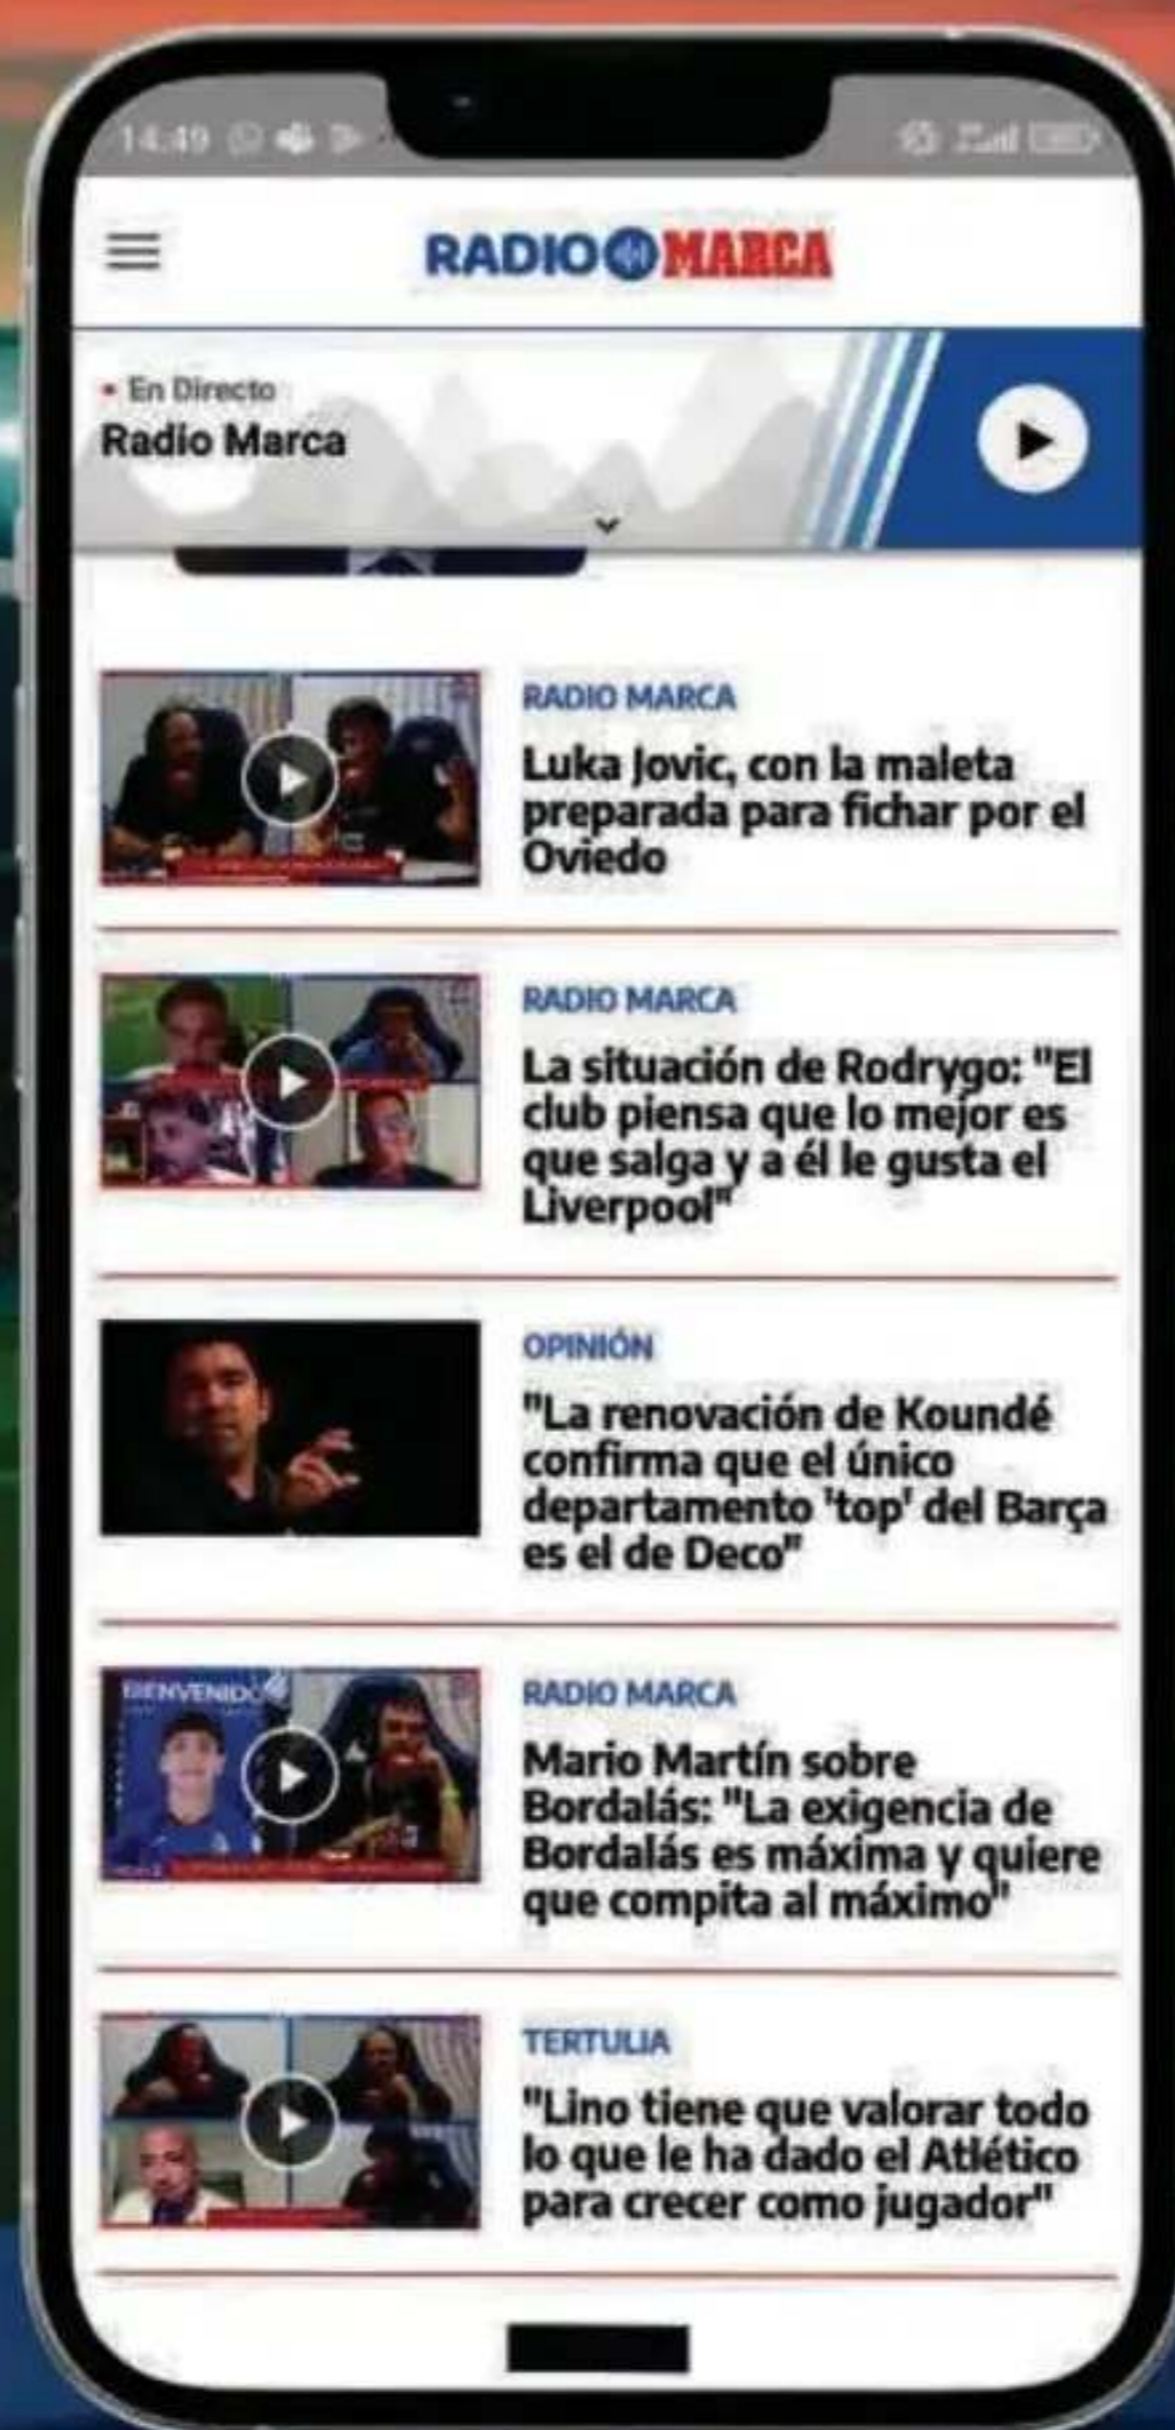 14:49
RADIO MARCA
En Directo
Radio Marca
RADIO MARCA
Luka Jovic, con la maleta
preparada para fichar por el
Oviedo
RADIO MARCA
La situación de Rodrygo: "El
club piensa que lo mejor es
que salga y a él le gusta el
Liverpool"
OPINIÓN
"La renovación de Koundé
confirma que el único
departamento 'top' del Barça
es el de Deco"
BIENVENIDO
RADIO MARCA
Mario Martín sobre
Bordalás: "La exigencia de
Bordalás es máxima y quiere
que compita al máximo"
TERTULIA
"Lino tiene que valorar todo
lo que le ha dado el Atlético
para crecer como jugador"